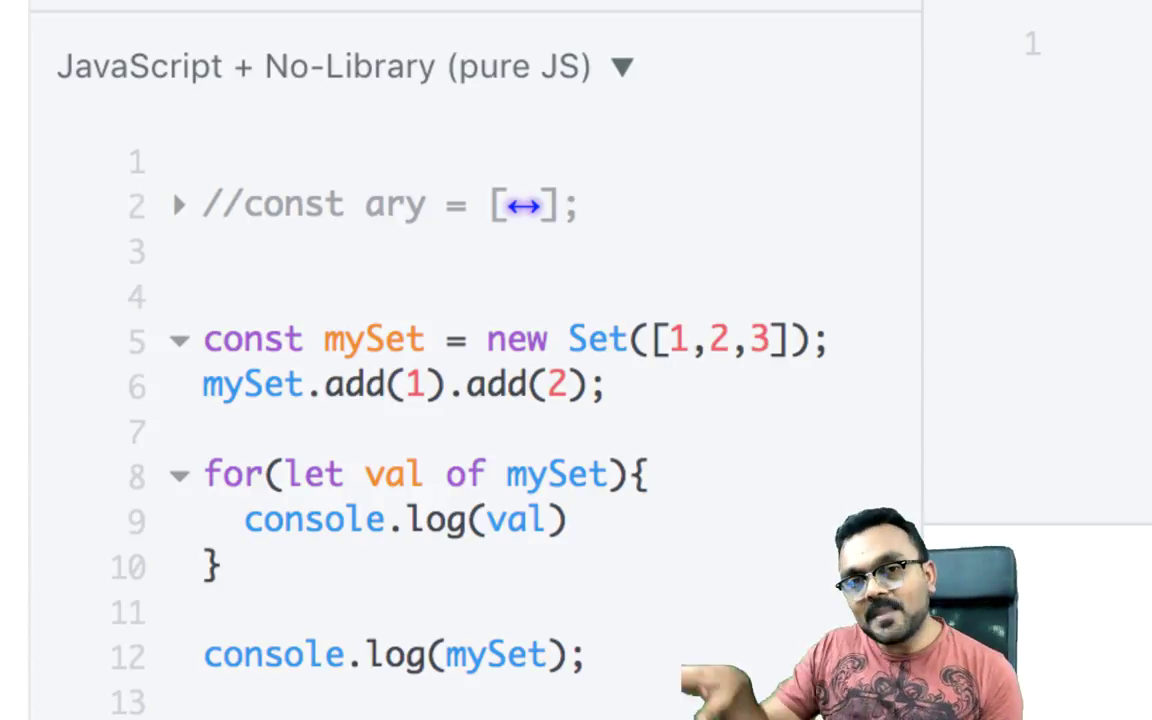 JavaScript + No-Library (pure JS) ▼
1
1
2 //const ary = [↔];
3
4
5 const mySet = new Set([1,2,3]);
6 mySet.add(1).add(2);
7
8 for(let val of mySet){
9 console.log(val)
10 }
11
12 console.log(mySet);
13